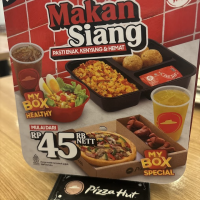 Makan
Siang
PASTI ENAK, KENYANG & HEMAT
MY
BOX
HEALTHY
MULAI DARI
RP 45 RB
NETT
MY
BOX
SPECIAL
Pizza Hut